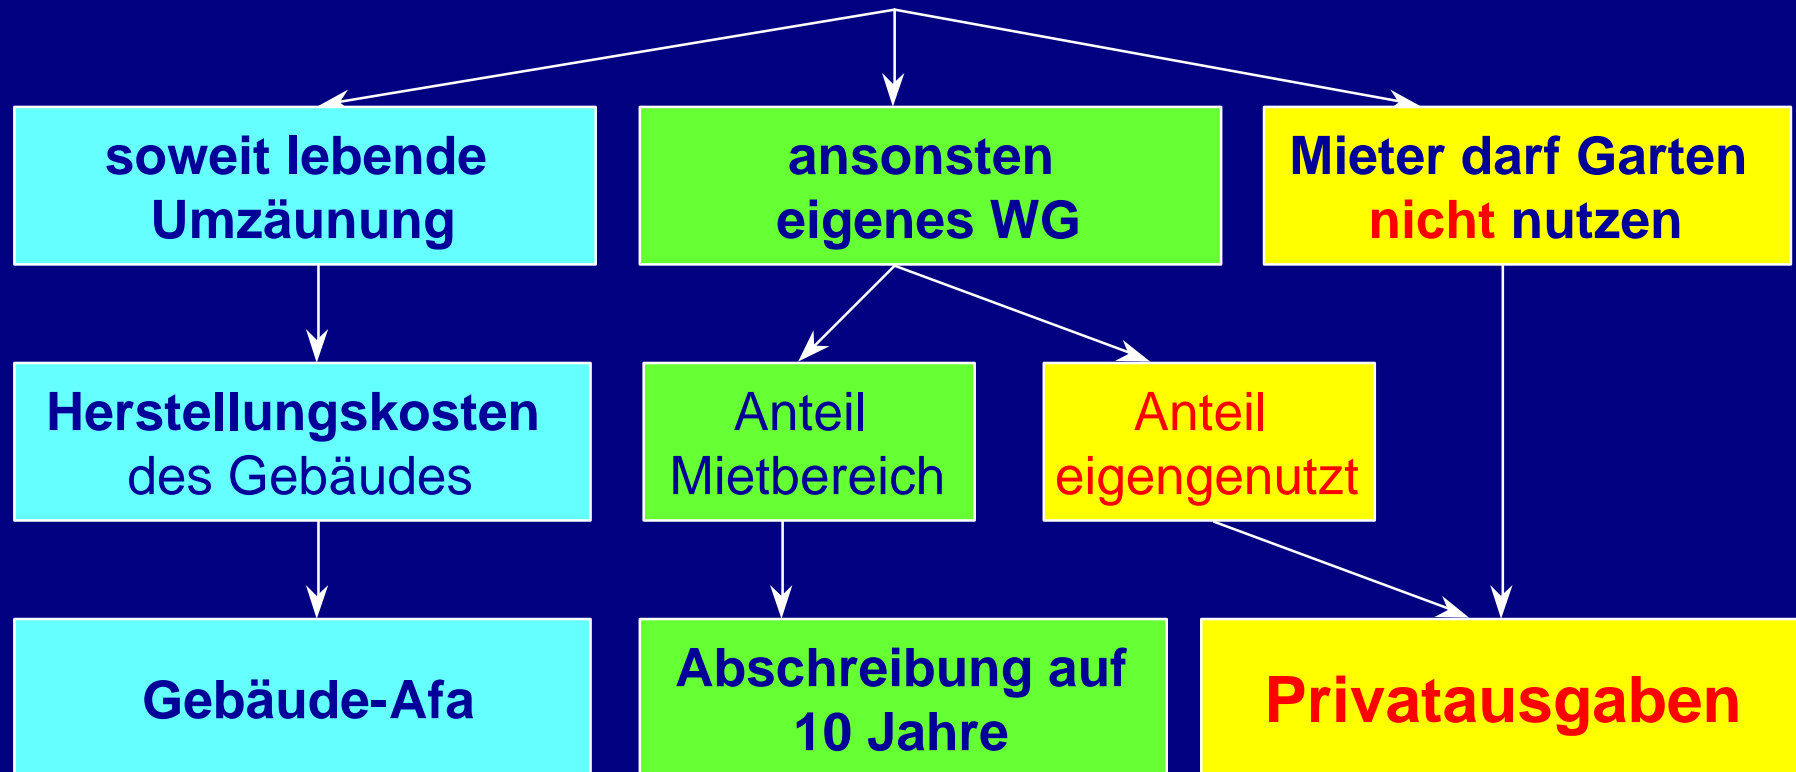 soweit lebende
Umzäunung
ansonsten
eigenes WG
Mieter darf Garten
nicht nutzen
Herstellungskosten
des Gebäudes
Anteil
Mietbereich
Anteil
eigengenutzt
Gebäude-Afa
Abschreibung auf
10 Jahre
Privatausgaben